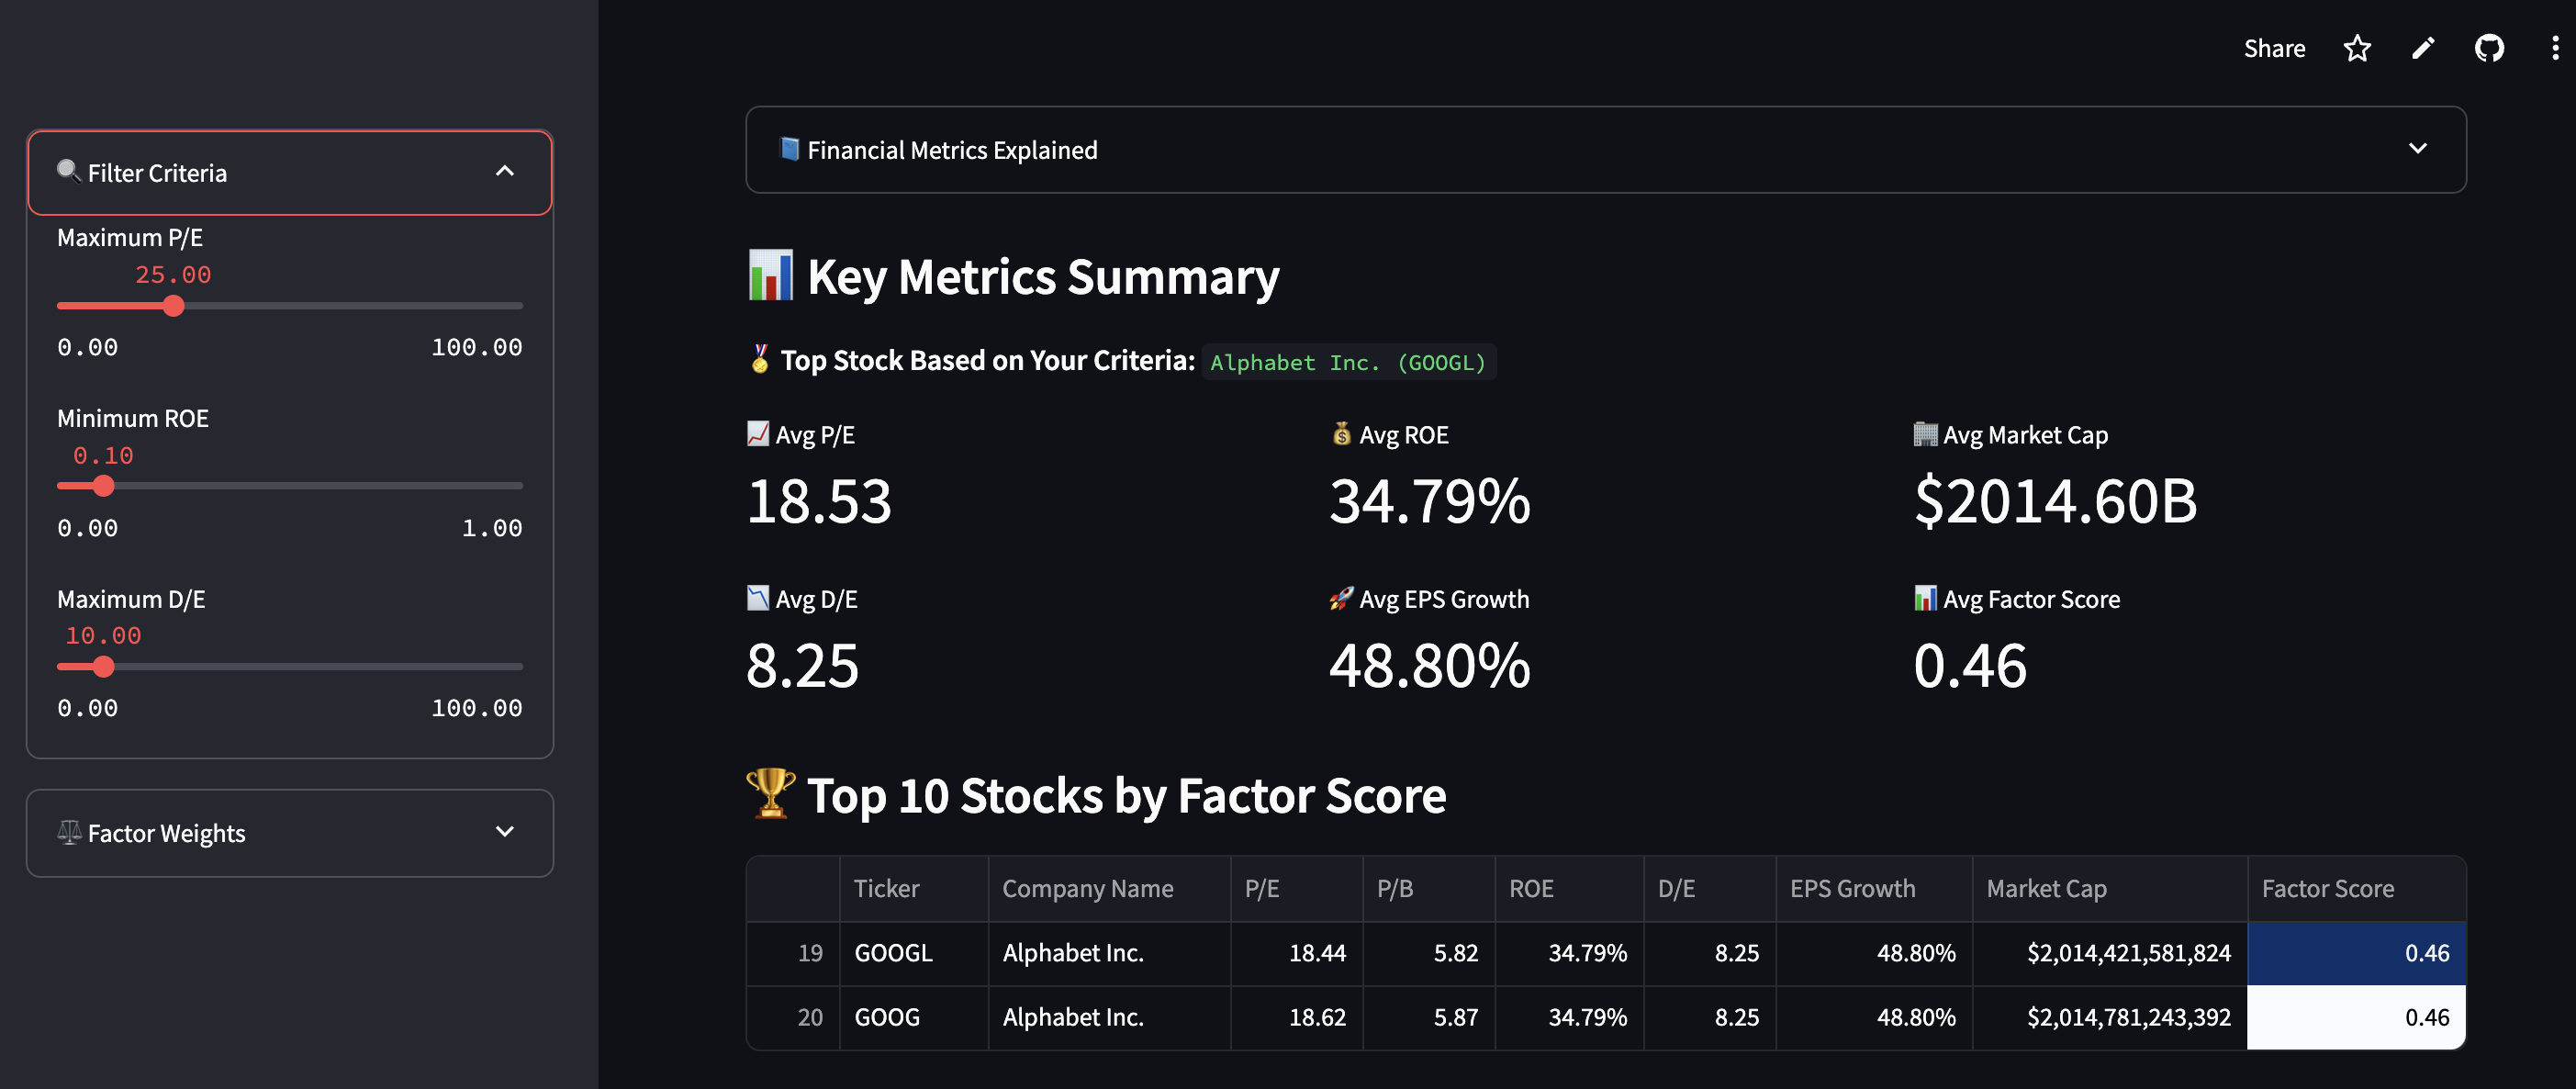 Share
Filter Criteria
Maximum P/E
25.00
0.00 100.00
Minimum ROE
0.10
0.00 1.00
Maximum D/E
10.00
0.00 100.00
Factor Weights
Financial Metrics Explained
Key Metrics Summary
Top Stock Based on Your Criteria: Alphabet Inc. (GOOGL)
Avg P/E Avg ROE Avg Market Cap
18.53 34.79% $2014.60B
Avg D/E Avg EPS Growth Avg Factor Score
8.25 48.80% 0.46
Top 10 Stocks by Factor Score
Ticker Company Name P/E P/B ROE D/E EPS Growth Market Cap Factor Score
19 GOOGL Alphabet Inc. 18.44 5.82 34.79% 8.25 48.80% $2,014,421,581,824 0.46
20 GOOG Alphabet Inc. 18.62 5.87 34.79% 8.25 48.80% $2,014,781,243,392 0.46